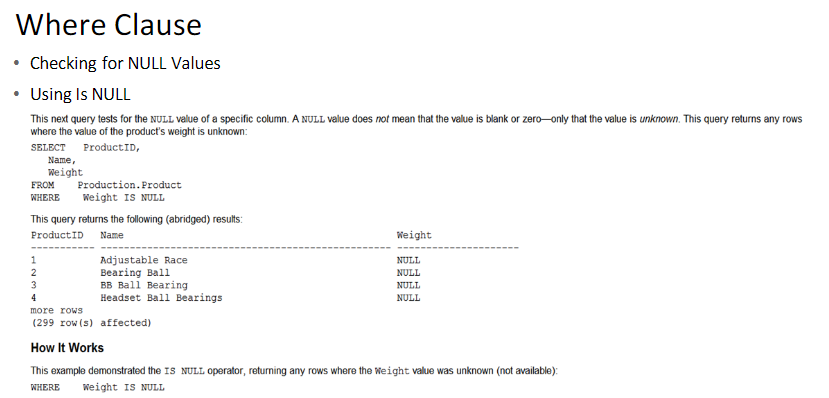 Where Clause
• Checking for NULL Values
• Using Is NULL
This next query tests for the NULL value of a specific column. A NULL value does not mean that the value is blank or zero—only that the value is unknown. This query returns any rows
where the value of the product's weight is unknown:
SELECT ProductID,
Name,
Weight
FROM Production.Product
WHERE Weight IS NULL
This query returns the following (abridged) results:
ProductID Name Weight
----------- -------------------------------------------------- --------------------
1 Adjustable Race NULL
2 Bearing Ball NULL
3 BB Ball Bearing NULL
4 Headset Ball Bearings NULL
more rows
(299 row(s) affected)
How It Works
This example demonstrated the IS NULL operator, returning any rows where the Weight value was unknown (not available):
WHERE Weight IS NULL